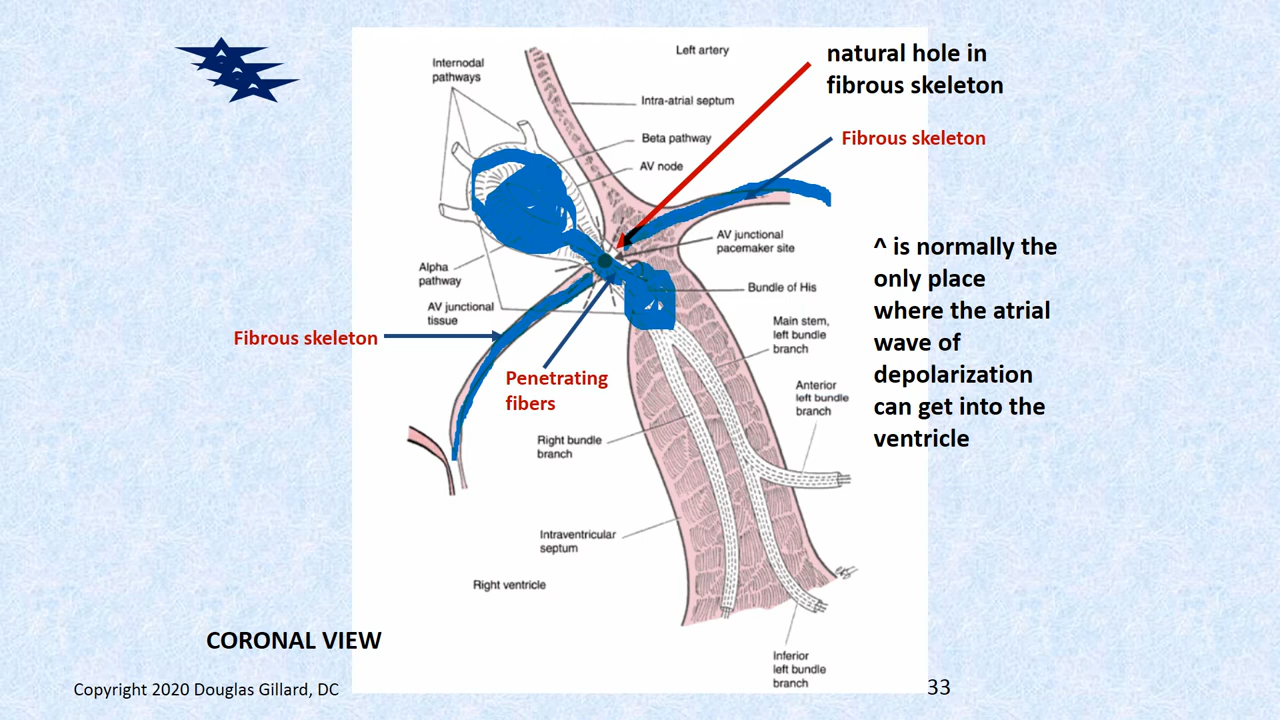 Left artery
natural hole in
fibrous skeleton
Internodal
pathways
Intra-atrial septum
Beta pathway
Fibrous skeleton
AV node
AV junctional
pacemaker site
^ is normally the
only place
where the atrial
wave of
depolarization
can get into the
ventricle
Alpha
pathway
Bundle of His
AV junctional
tissue
Main stem,
left bundle
branch
Fibrous skeleton
Penetrating
fibers
Anterior
left bundle
branch
Right bundle
branch
Intraventricular
septum
Right ventricle
CORONAL VIEW
Inferior
left bundle
branch
Copyright 2020 Douglas Gillard, DC
33